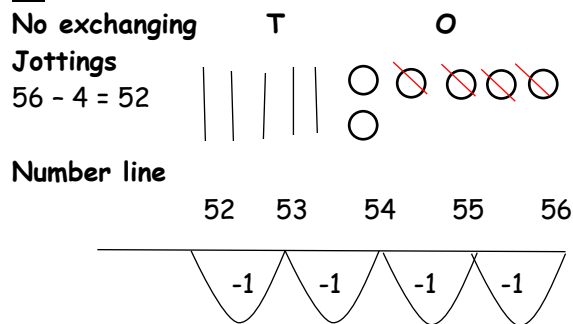 No exchanging T O
Jottings
56 – 4 = 52
Number line
52 53 54 55 56
-1 -1 -1 -1